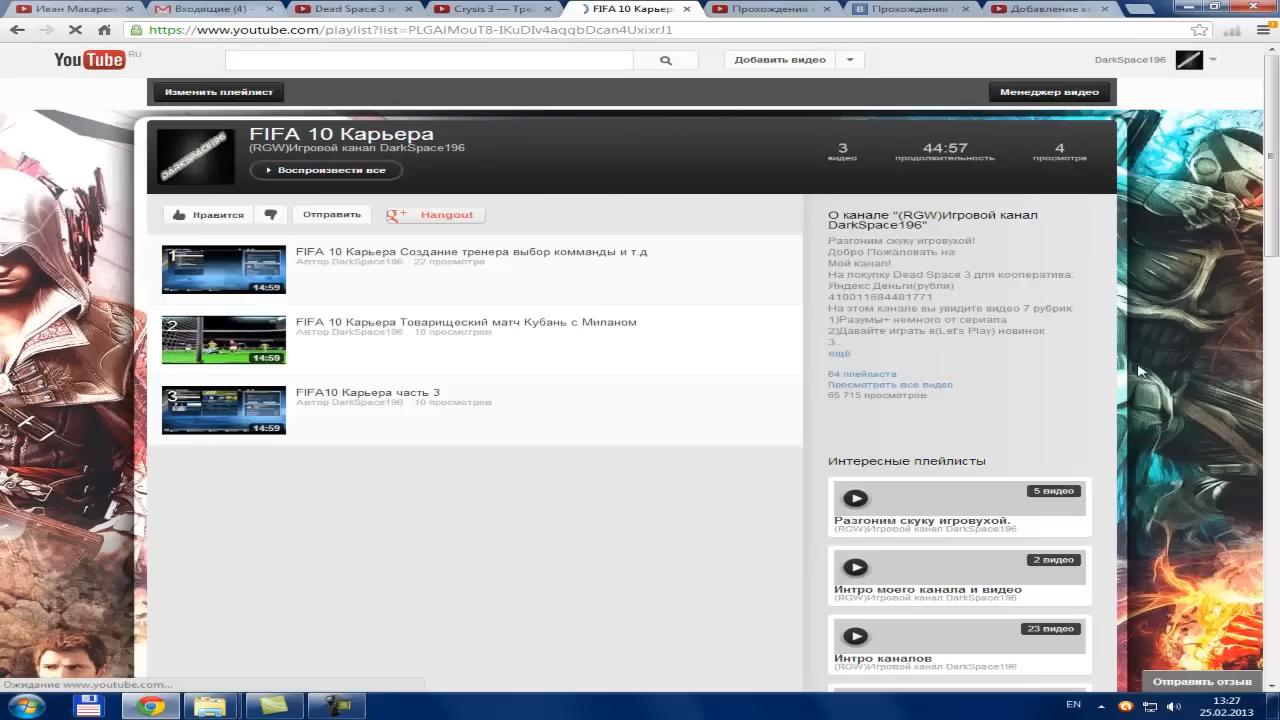 Иван Макарен
Входящие (4) -
Dead Space 3 и
Crysis 3 — Трей
FIFA 10 Карьер
Прохождения к
Прохождения к
Добавление ви
https://www.youtube.com/playlist?list=PLGAIMouT8-IKuDIv4aqqbDcan4UxixrJ1
YouTube RU
Добавить видео
DarkSpace196
Изменить плейлист
Менеджер видео
DARKSPACE196
FIFA 10 Карьера
(RGW)Игровой канал DarkSpace196
Воспроизвести все
3
видео
44:57
продолжительность
4
просмотра
Нравится
Отправить
g+ Hangout
1
14:59
FIFA 10 Карьера Создание тренера выбор комманды и т.д
Автор DarkSpace196 22 просмотра
2
14:59
FIFA 10 Карьера Товарищеский матч Кубань с Миланом
Автор DarkSpace196 18 просмотров
3
14:59
FIFA10 Карьера часть 3
Автор DarkSpace196 10 просмотров
О канале "(RGW)Игровой канал
DarkSpace196"
Разгоним скуку игровухой!
Добро Пожаловать на
Мой канал!
На покупку Dead Space 3 для кооператива:
Яндекс Деньги(рубли)
410011684481771
На этом канале вы увидите видео 7 рубрик
1)Разумы+ немного от сериала
2)Давайте играть в(Let's Play) новинок
3..
ещё
64 плейлиста
Просмотреть все видео
65 715 просмотров
Интересные плейлисты
5 видео
Разгоним скуку игровухой.
(RGW)Игровой канал DarkSpace196
2 видео
Интро моего канала и видео
(RGW)Игровой канал DarkSpace196
23 видео
Интро каналов
(RGW)Игровой канал DarkSpace196
Отправить отзыв
Ожидание www.youtube.com...
EN
13:27
25.02.2013